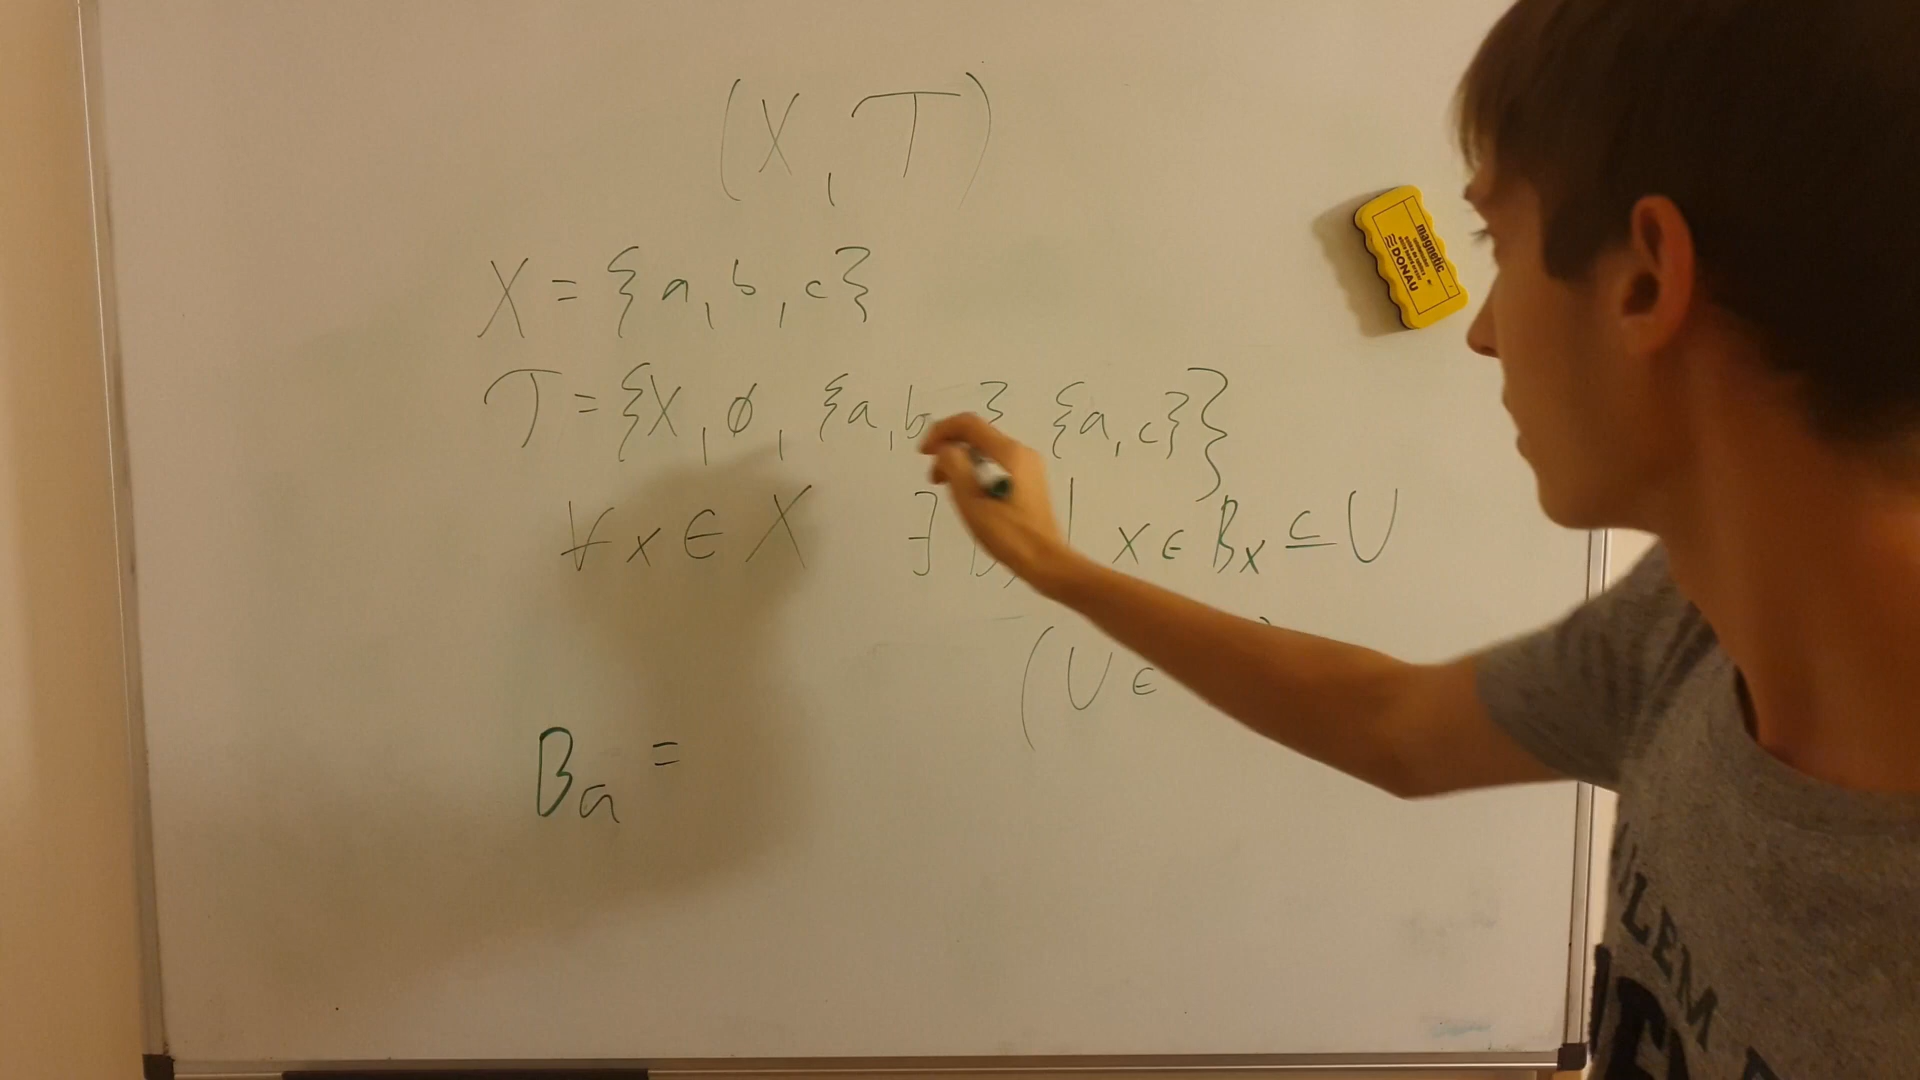 (X, T)
X = {a, b, c}
T = {X, ∅, {a, b } {a, c}}
∀ x ∈ X ∃ B | x ∈ Bx ⊆ U
(U ∈
Ba =
magnetic
DONAU